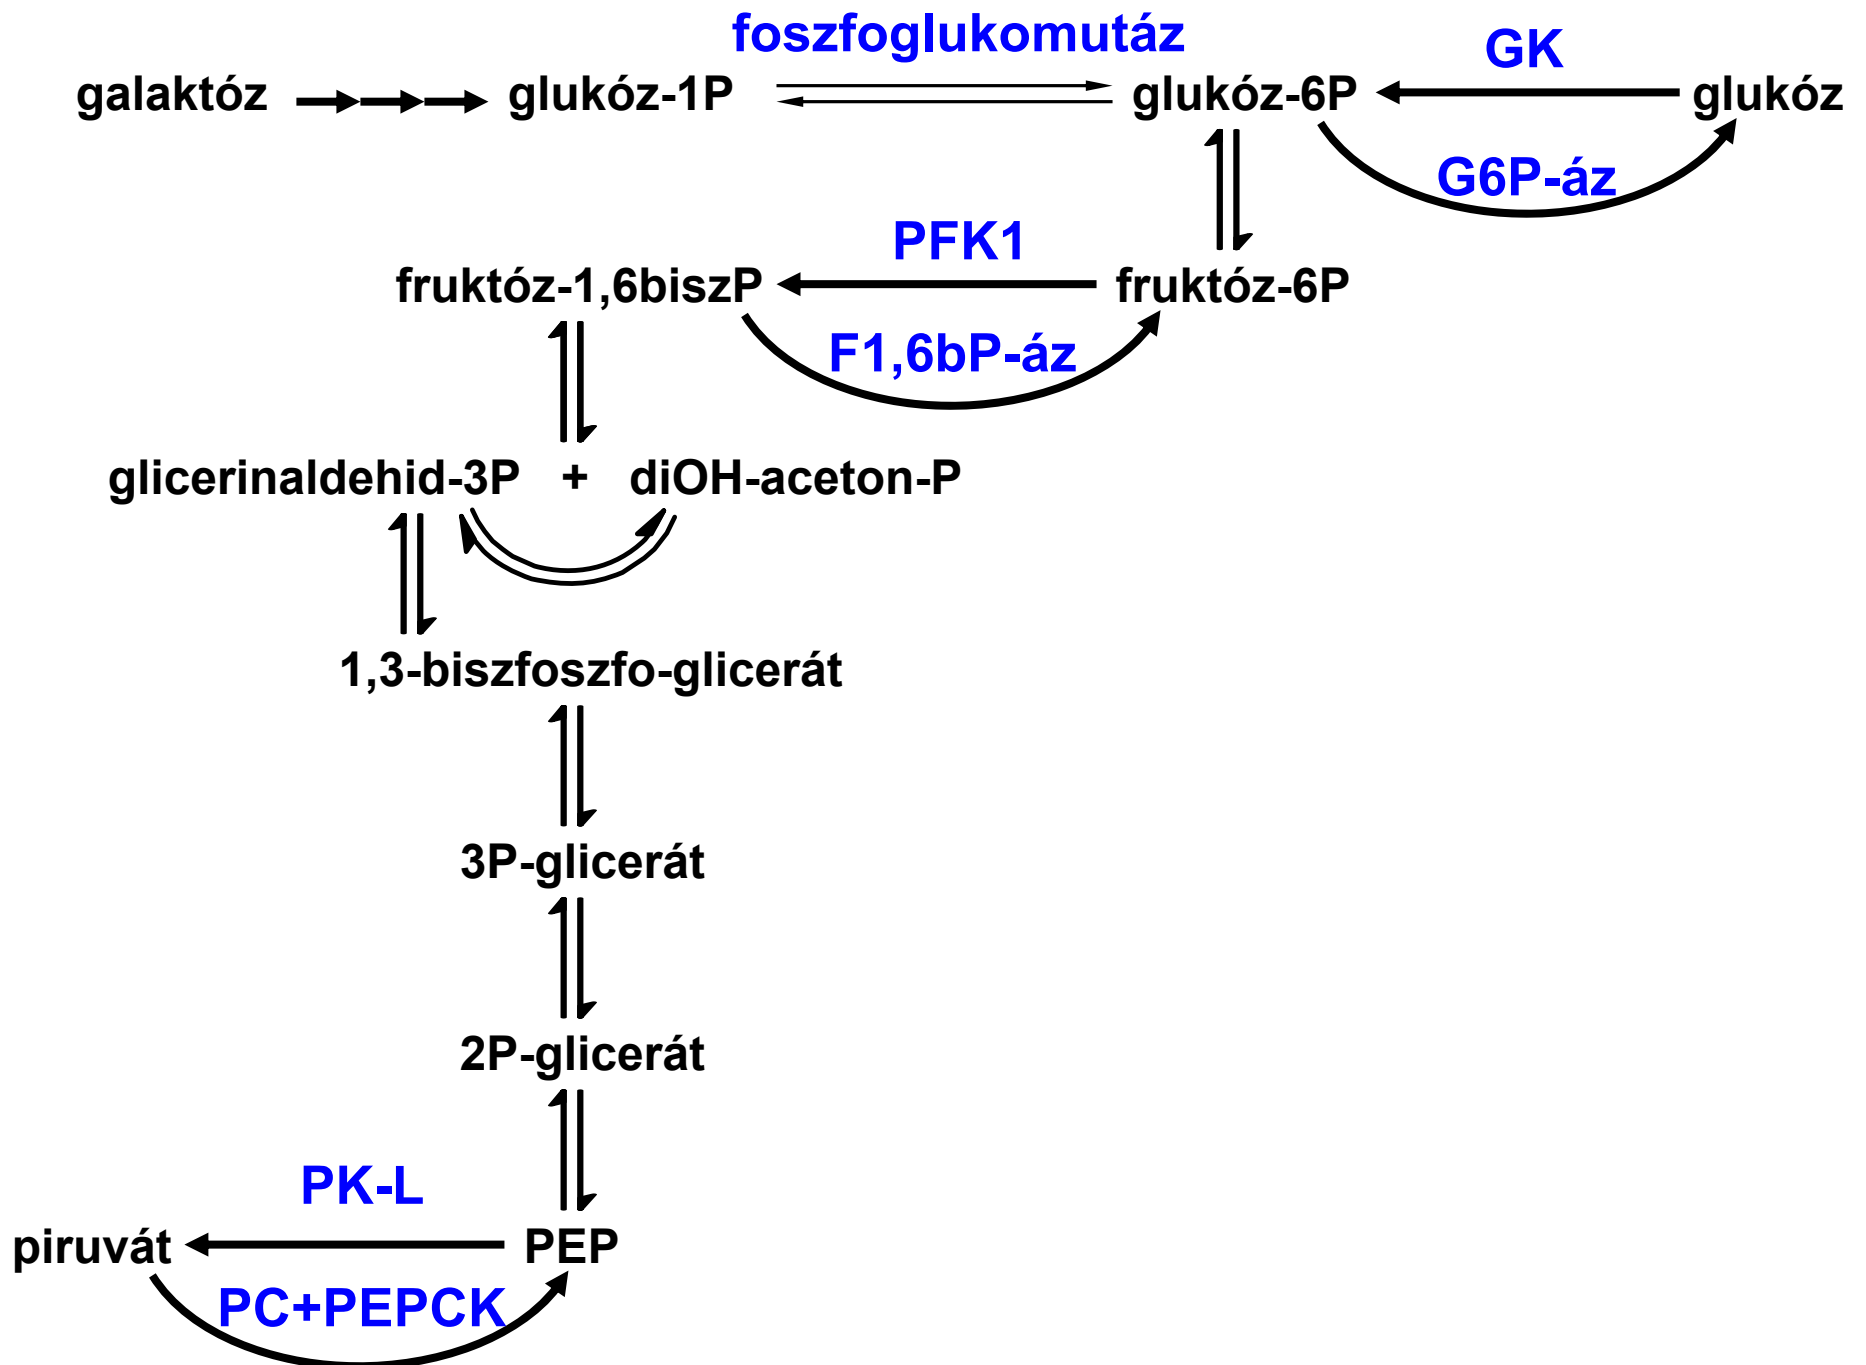 foszfoglukomutáz
GK
galaktóz
glukóz-1P
glukóz-6P
glukóz
G6P-áz
PFK1
fruktóz-1,6biszP
fruktóz-6P
F1,6bP-áz
glicerinaldehid-3P + diOH-aceton-P
1,3-biszfoszfo-glicerát
3P-glicerát
2P-glicerát
PK-L
piruvát
PEP
PC+PEPCK